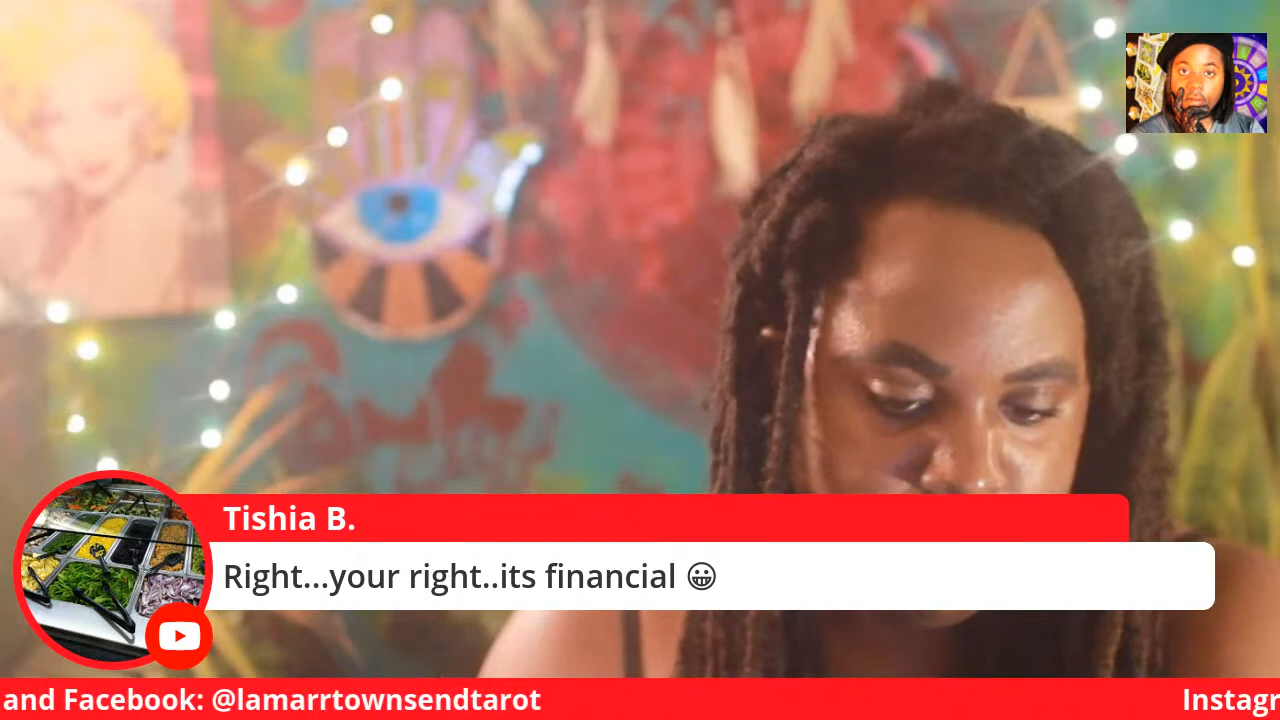 Tishia B.
Right...your right..its financial 😀
and Facebook: @lamarrtownsendtarot
Instagr